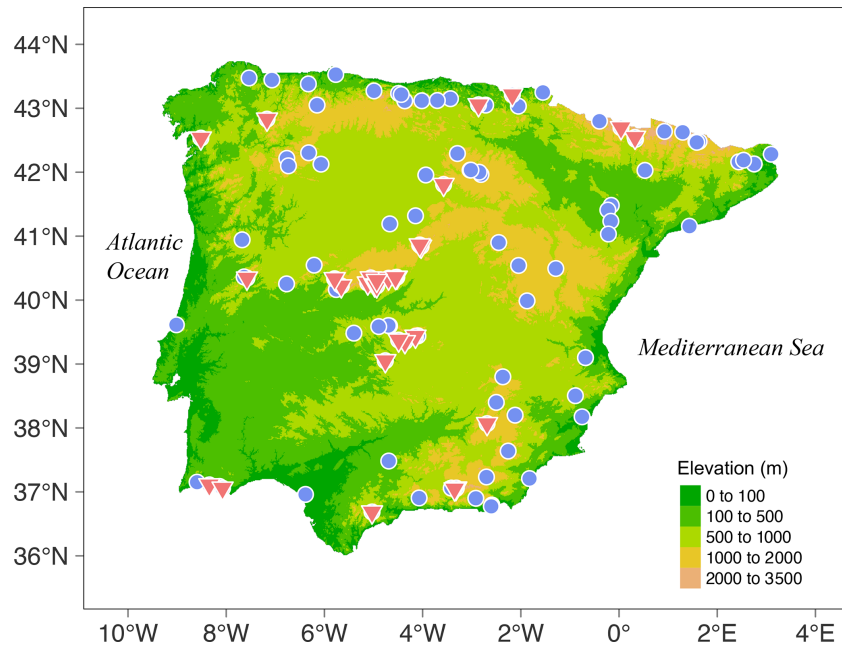 44°N
43°N
42°N
41°N
40°N
39°N
38°N
37°N
36°N
Atlantic
Ocean
Mediterranean Sea
Elevation (m)
0 to 100
100 to 500
500 to 1000
1000 to 2000
2000 to 3500
10°W 8°W 6°W 4°W 2°W 0° 2°E 4°E